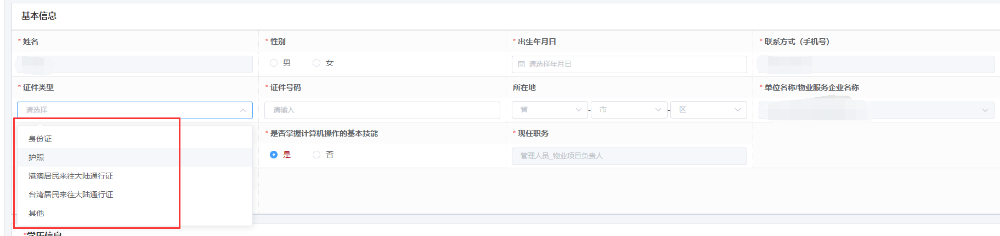 基本信息
* 姓名
* 性别
* 出生年月日
* 联系方式（手机号）
男
女
请选择年月日
* 证件类型
* 证件号码
所在地
* 单位名称/物业服务企业名称
请选择
请输入
省
-
市
-
区
身份证
护照
港澳居民来往大陆通行证
台湾居民来往大陆通行证
其他
* 是否掌握计算机操作的基本技能
* 现任职务
是
否
管理人员_物业项目负责人
*学历信息